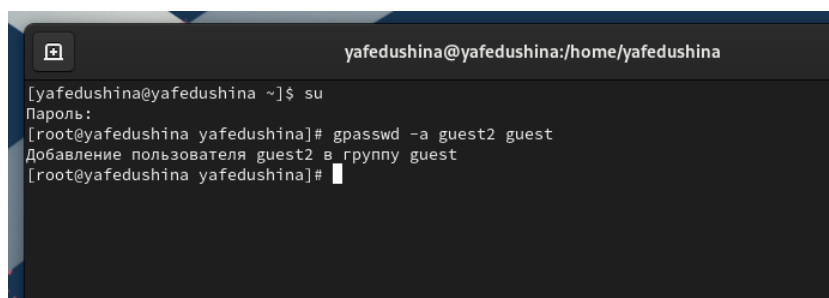 yafedushina@yafedushina:/home/yafedushina
[yafedushina@yafedushina ~]$ su
Пароль:
[root@yafedushina yafedushina]# gpasswd -a guest2 guest
Добавление пользователя guest2 в группу guest
[root@yafedushina yafedushina]#